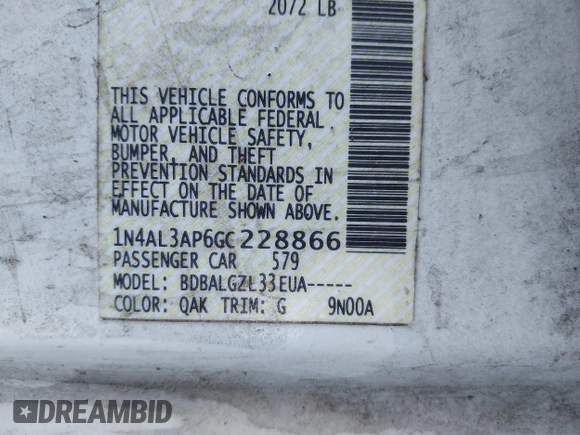 2072 LB
THIS VEHICLE CONFORMS TO
ALL APPLICABLE FEDERAL
MOTOR VEHICLE SAFETY,
BUMPER, AND THEFT
PREVENTION STANDARDS IN
EFFECT ON THE DATE OF
MANUFACTURE SHOWN ABOVE.
1N4AL3AP6GC228866
PASSENGER CAR 579
MODEL: BDBALGZL33EUA-----
COLOR: QAK TRIM: G 9N00A
DREAMBID